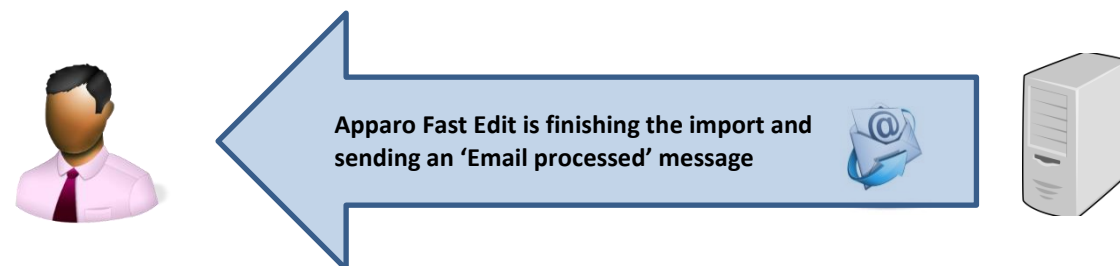 Apparo Fast Edit is finishing the import and
sending an ‘Email processed’ message
@